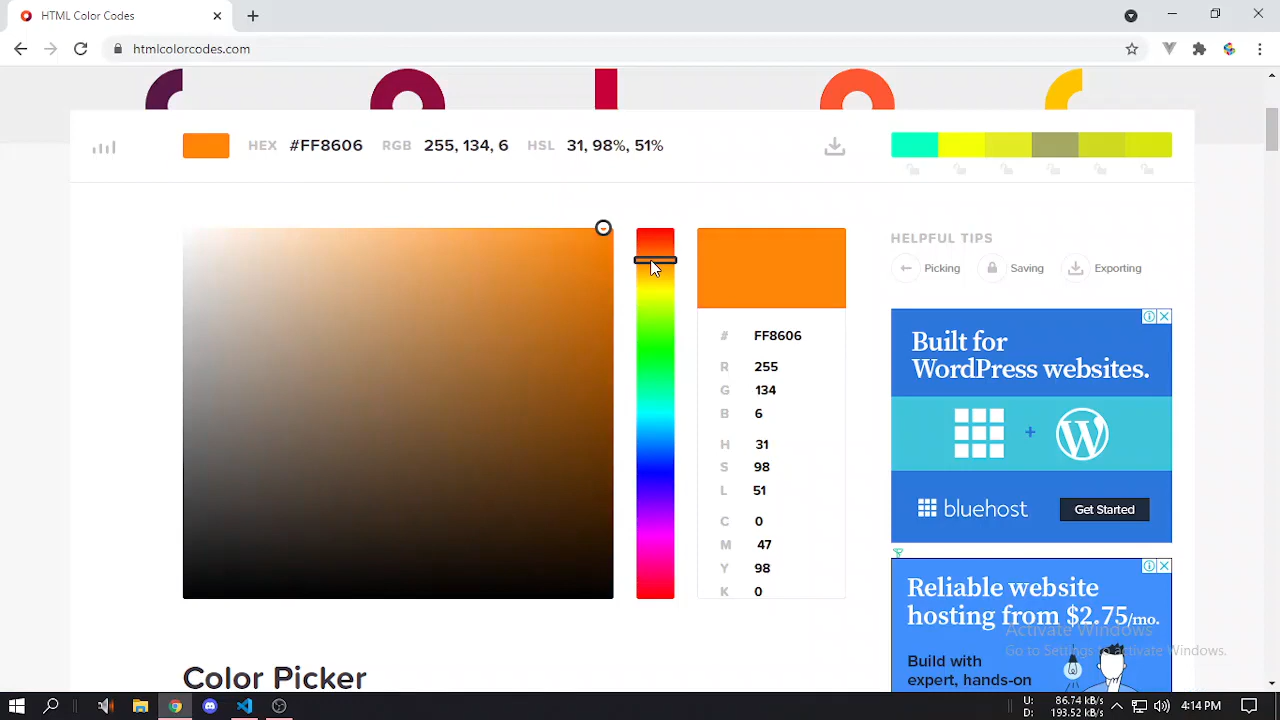 HTML Color Codes
htmlcolorcodes.com
HEX #FF8606 RGB 255, 134, 6 HSL 31, 98%, 51%
HELPFUL TIPS
Picking Saving Exporting
# FF8606
R 255
G 134
B 6
H 31
S 98
L 51
C 0
M 47
Y 98
K 0
Built for
WordPress websites.
+
bluehost Get Started
Reliable website
hosting from $2.75/mo.
Build with
expert, hands-on
Activate Windows
Go to Settings to activate Windows.
Color Picker
U: 86.74 kB/s
D: 193.52 kB/s
4:14 PM